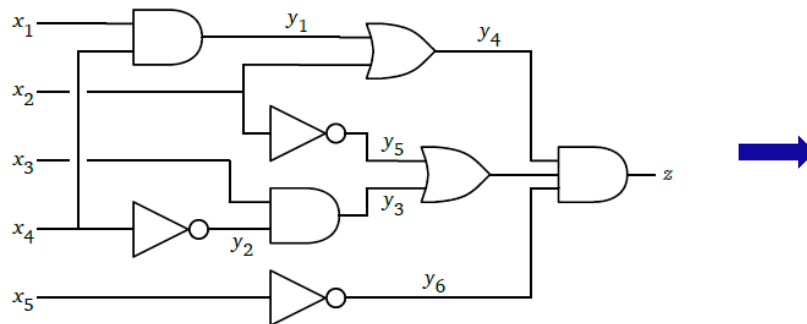 x₁
y₁
y₄
x₂
y₅
x₃
z
y₃
x₄
y₂
x₅
y₆